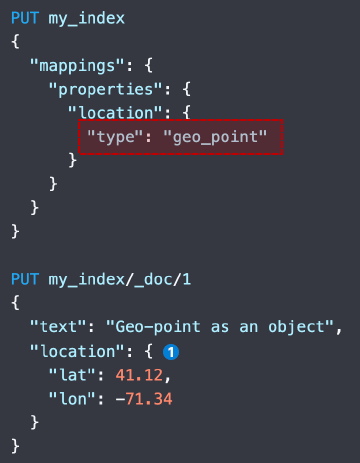 PUT my_index
{
  "mappings": {
    "properties": {
      "location": {
        "type": "geo_point"
      }
    }
  }
}

PUT my_index/_doc/1
{
  "text": "Geo-point as an object",
  "location": { 1
    "lat": 41.12,
    "lon": -71.34
  }
}